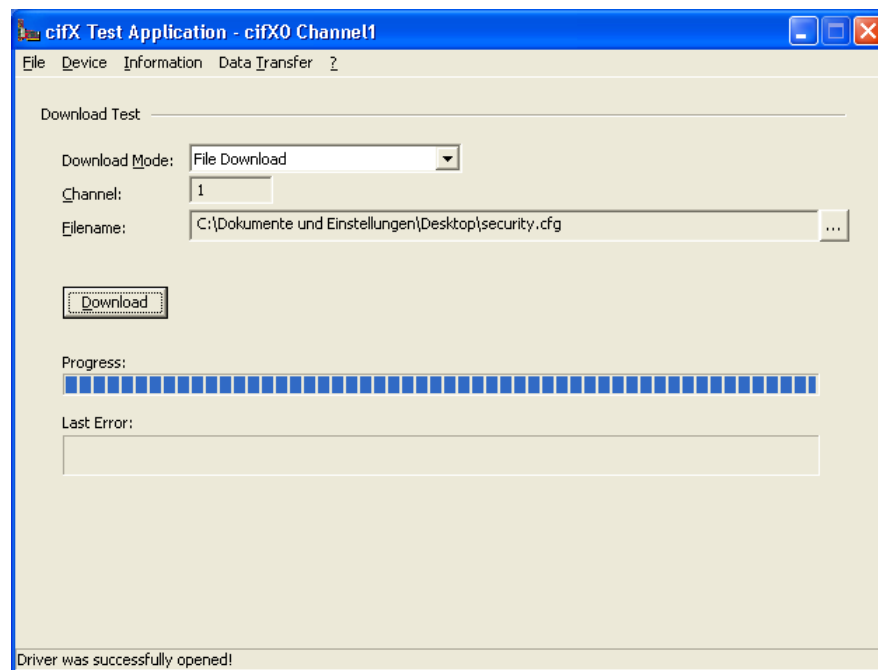 cifX Test Application - cifX0 Channel1
File Device Information Data Transfer ?
Download Test
Download Mode: File Download
Channel: 1
Filename: C:\Dokumente und Einstellungen\Desktop\security.cfg ...
Download
Progress:
Last Error:
Driver was successfully opened!